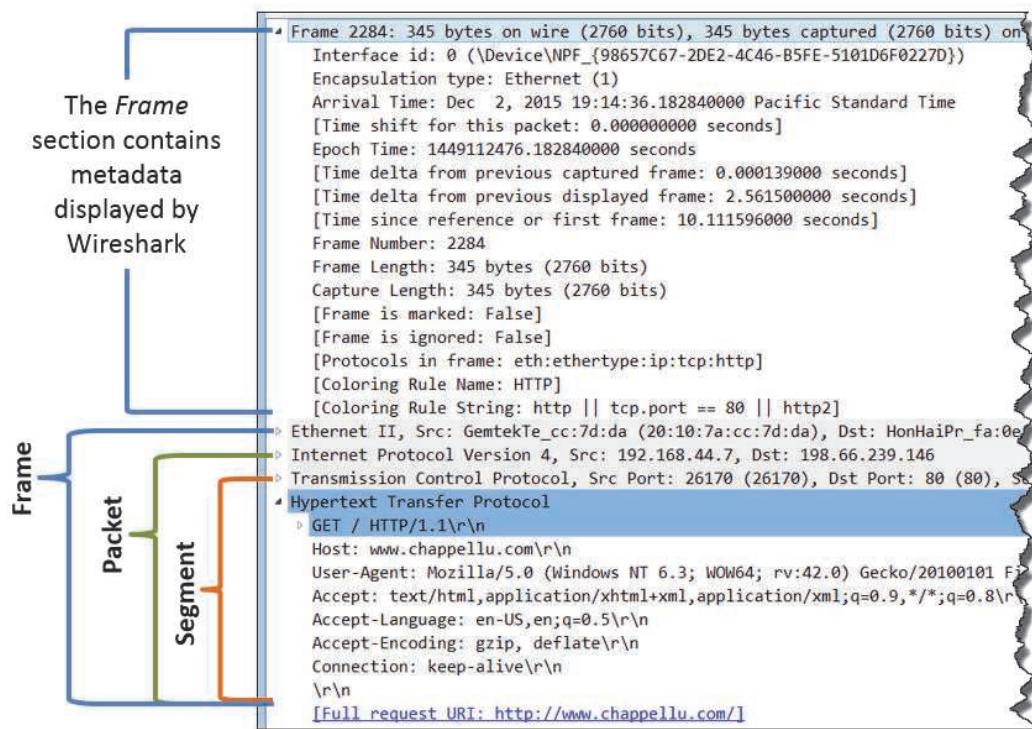 The Frame
section contains
metadada
displayed by
Wireshark
Frame
Packet
Segment
Frame 2284: 345 bytes on wire (2760 bits), 345 bytes captured (2760 bits) on
Interface id: 0 (\Device\NPF_{98657C67-2DE2-4C46-B5FE-5101D6F0227D})
Encapsulation type: Ethernet (1)
Arrival Time: Dec  2, 2015 19:14:36.182840000 Pacific Standard Time
[Time shift for this packet: 0.000000000 seconds]
Epoch Time: 1449112476.182840000 seconds
[Time delta from previous captured frame: 0.000139000 seconds]
[Time delta from previous displayed frame: 2.561500000 seconds]
[Time since reference or first frame: 10.111596000 seconds]
Frame Number: 2284
Frame Length: 345 bytes (2760 bits)
Capture Length: 345 bytes (2760 bits)
[Frame is marked: False]
[Frame is ignored: False]
[Protocols in frame: eth:ethertype:ip:tcp:http]
[Coloring Rule Name: HTTP]
[Coloring Rule String: http || tcp.port == 80 || http2]
Ethernet II, Src: GemtekTe_cc:7d:da (20:10:7a:cc:7d:da), Dst: HonHaiPr_fa:0e
Internet Protocol Version 4, Src: 192.168.44.7, Dst: 198.66.239.146
Transmission Control Protocol, Src Port: 26170 (26170), Dst Port: 80 (80),
Hypertext Transfer Protocol
GET / HTTP/1.1\r\n
Host: www.chappellu.com\r\n
User-Agent: Mozilla/5.0 (Windows NT 6.3; WOW64; rv:42.0) Gecko/20100101
Accept: text/html,application/xhtml+xml,application/xml;q=0.9,*/*;q=0.8\r
Accept-Language: en-US,en;q=0.5\r\n
Accept-Encoding: gzip, deflate\r\n
Connection: keep-alive\r\n
\r\n
[Full request URI: http://www.chappellu.com/]